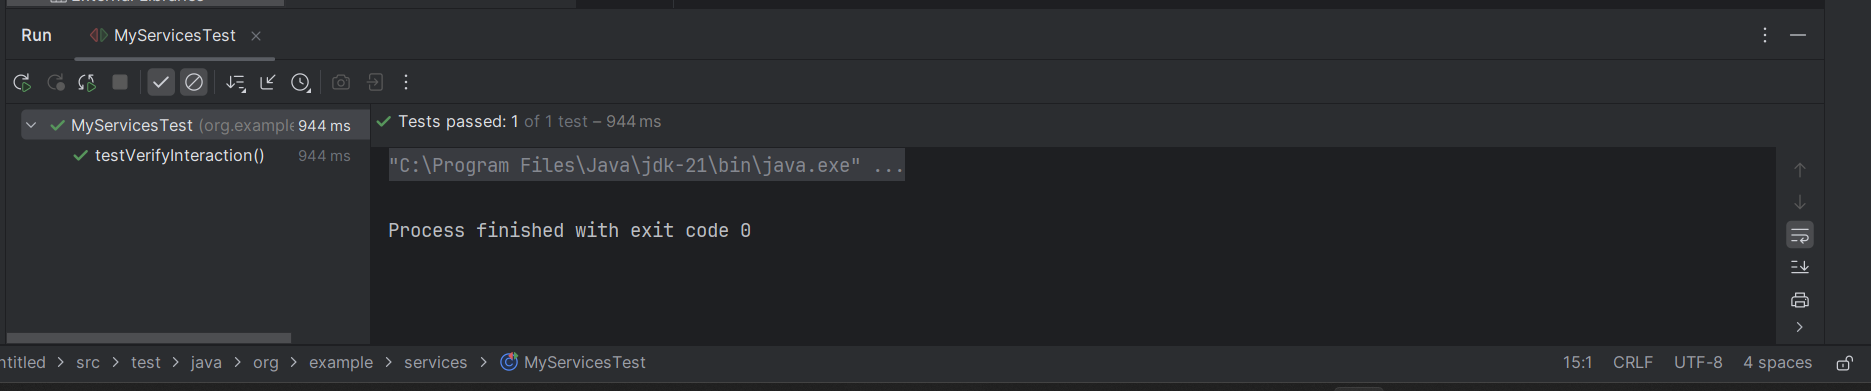 External Libraries
Run MyServicesTest
MyServicesTest (org.example 944 ms
testVerifyInteraction() 944 ms
Tests passed: 1 of 1 test – 944 ms
"C:\Program Files\Java\jdk-21\bin\java.exe" ...
Process finished with exit code 0
ntitled > src > test > java > org > example > services > MyServicesTest
15:1 CRLF UTF-8 4 spaces